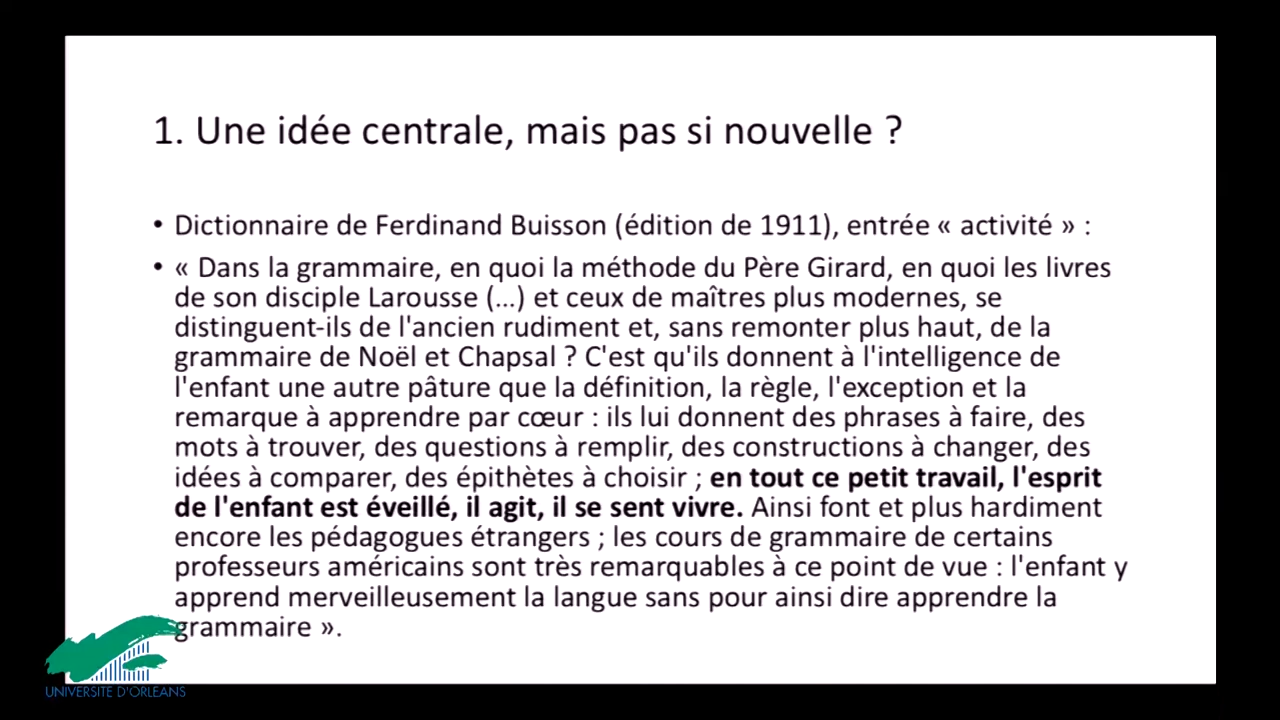 1. Une idée centrale, mais pas si nouvelle ?
• Dictionnaire de Ferdinand Buisson (édition de 1911), entrée « activité » :
• « Dans la grammaire, en quoi la méthode du Père Girard, en quoi les livres
de son disciple Larousse (...) et ceux de maîtres plus modernes, se
distinguent-ils de l'ancien rudiment et, sans remonter plus haut, de la
grammaire de Noël et Chapsal ? C'est qu'ils donnent à l'intelligence de
l'enfant une autre pâture que la définition, la règle, l'exception et la
remarque à apprendre par cœur : ils lui donnent des phrases à faire, des
mots à trouver, des questions à remplir, des constructions à changer, des
idées à comparer, des épithètes à choisir ; en tout ce petit travail, l'esprit
de l'enfant est éveillé, il agit, il se sent vivre. Ainsi font et plus hardiment
encore les pédagogues étrangers ; les cours de grammaire de certains
professeurs américains sont très remarquables à ce point de vue : l'enfant y
apprend merveilleusement la langue sans pour ainsi dire apprendre la
grammaire ».
UNIVERSITE D'ORLEANS